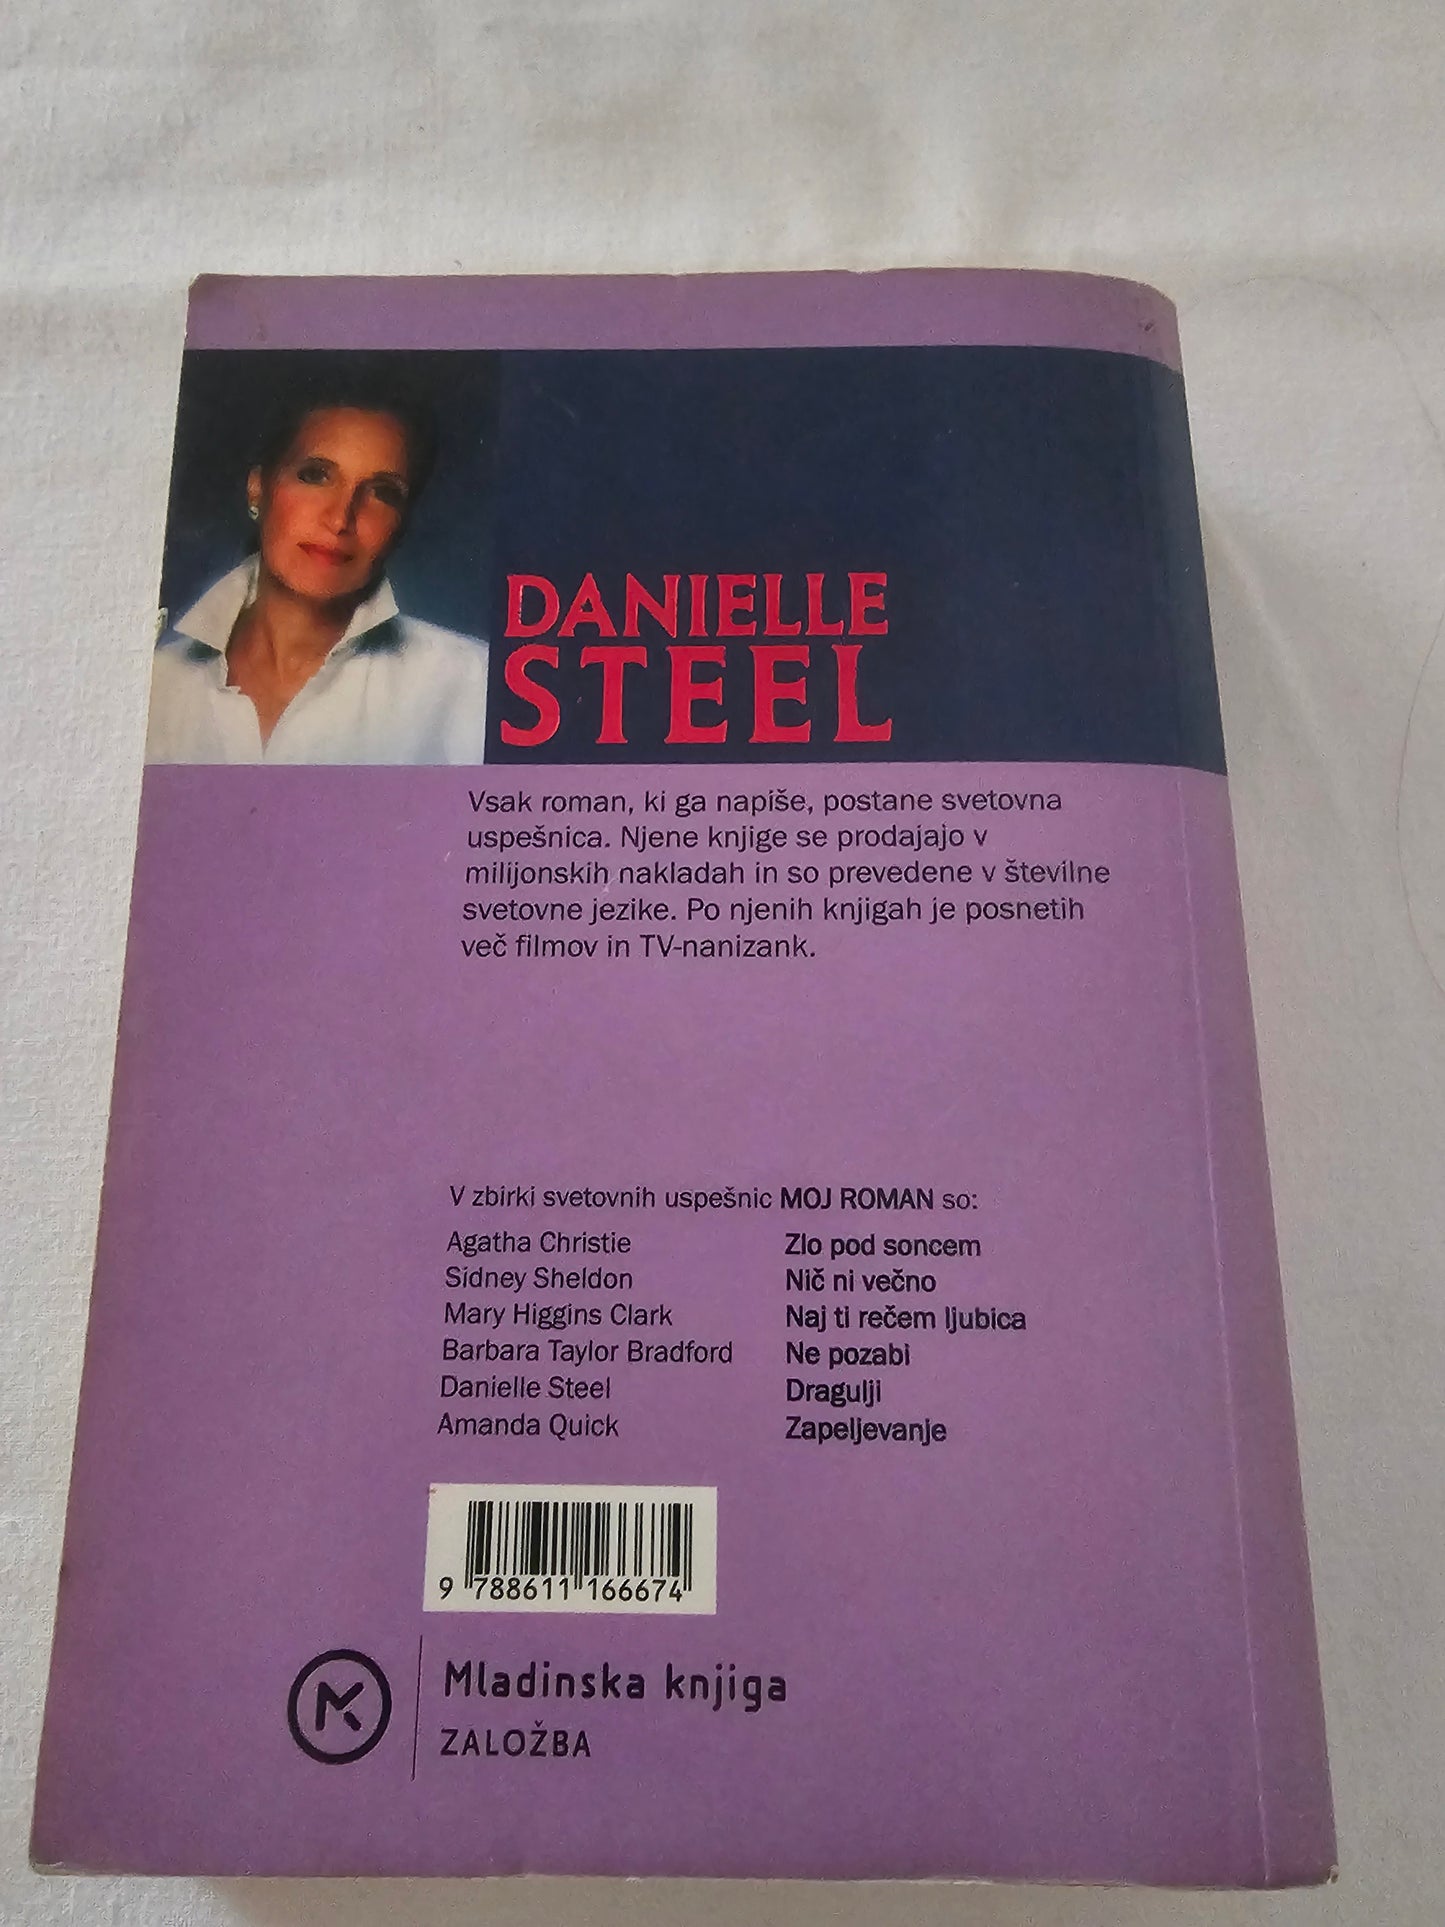 DANIELLE
STEEL
Vsak roman, ki ga napiše, postane svetovna
uspešnica. Njene knjige se prodajajo v
milijonskih nakladah in so prevedene v številne
svetovne jezike. Po njenih knjigah je posnetih
več filmov in TV-nanizank.
V zbirki svetovnih uspešnic MOJ ROMAN so:
Agatha Christie Zlo pod soncem
Sidney Sheldon Nič ni večno
Mary Higgins Clark Naj ti rečem ljubica
Barbara Taylor Bradford Ne pozabi
Danielle Steel Dragulji
Amanda Quick Zapeljevanje
9 788611 166674
Mladinska knjiga
ZALOŽBA